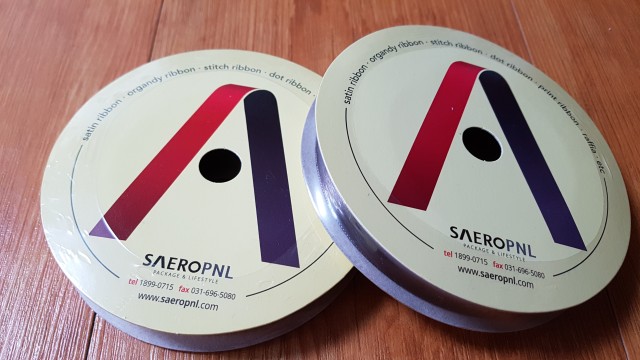 satin ribbon · organdy ribbon · stitch ribbon · dot ribbon ·
SAEROPNL
PACKAGE & LIFESTYLE
tel 1899-0715 fax 031-696-5080
www.saeropnl.com
satin ribbon · organdy ribbon · stitch ribbon · dot ribbon · print ribbon · raffia · etc
SAEROPNL
PACKAGE & LIFESTYLE
tel 1899-0715 fax 031-696-5080
www.saeropnl.com